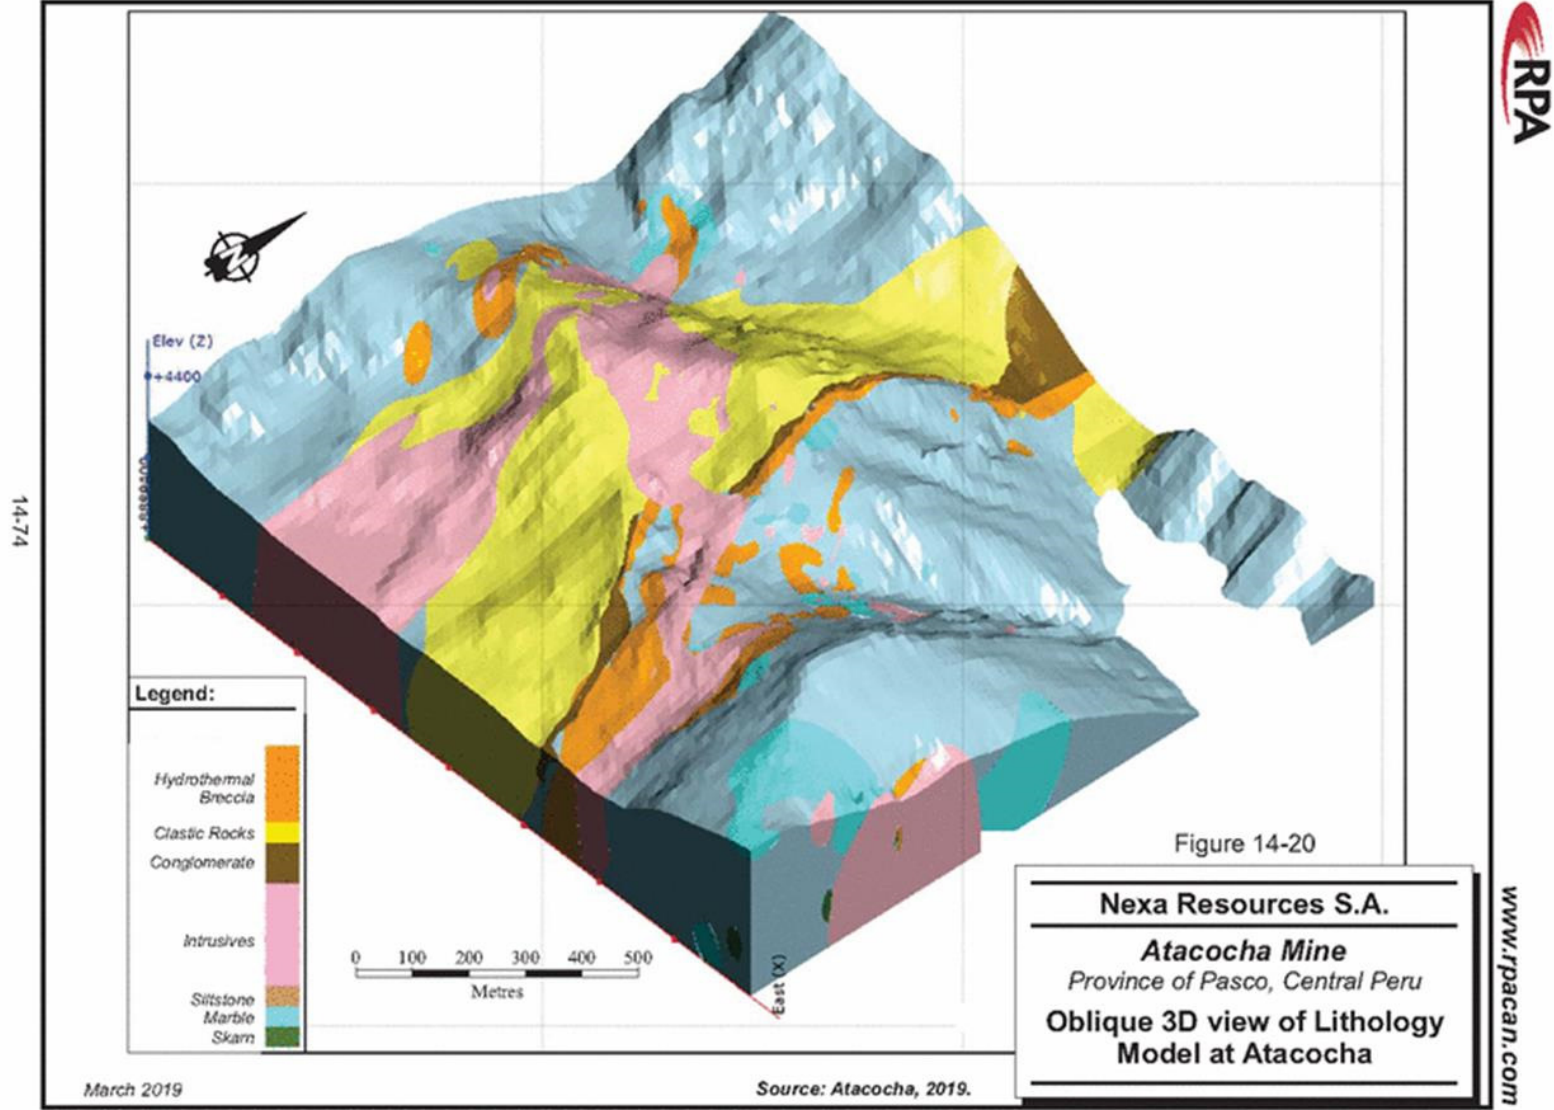 RPA
Elev (Z)
+4400
14-74
Legend:
Hydrothermal
Breccia
Clastic Rocks
Conglomerate
Intrusives
Siltstone
Marble
Skarn
0 100 200 300 400 500
Metres
East (X)
Figure 14-20
Nexa Resources S.A.
Atacocha Mine
Province of Pasco, Central Peru
Oblique 3D view of Lithology
Model at Atacocha
www.rpacan.com
March 2019
Source: Atacocha, 2019.